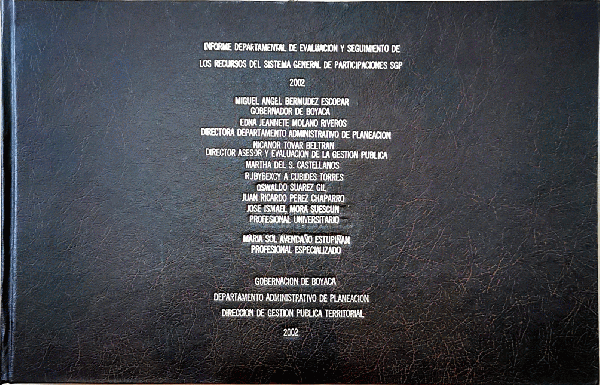 INFORME DEPARTAMENTAL DE EVALUACION Y SEGUIMIENTO DE
LOS RECURSOS DEL SISTEMA GENERAL DE PARTICIPACIONES SGP
2002
MIGUEL ANGEL BERMUDEZ ESCOBAR
GOBERNADOR DE BOYACA
EDNA JEANNETE MOLANO RIVEROS
DIRECTORA DEPARTAMENTO ADMINISTRATIVO DE PLANEACION
NICANOR TOVAR BELTRAN
DIRECTOR ASESOR Y EVALUACION DE LA GESTION PUBLICA
MARTHA DEL S. CASTELLANOS
RUBYBEXCY A CUBIDES TORRES
OSWALDO SUAREZ GIL
JUAN RICARDO PEREZ CHAPARRO
JOSE ISMAEL MORA SUESCUN
PROFESIONAL UNIVERSITARIO
MARIA SOL AVENDAÑO ESTUPIÑAN
PROFESIONAL ESPECIALIZADO
GOBERNACION DE BOYACA
DEPARTAMENTO ADMINISTRATIVO DE PLANEACION
DIRECCION DE GESTION PUBLICA TERRITORIAL
2002